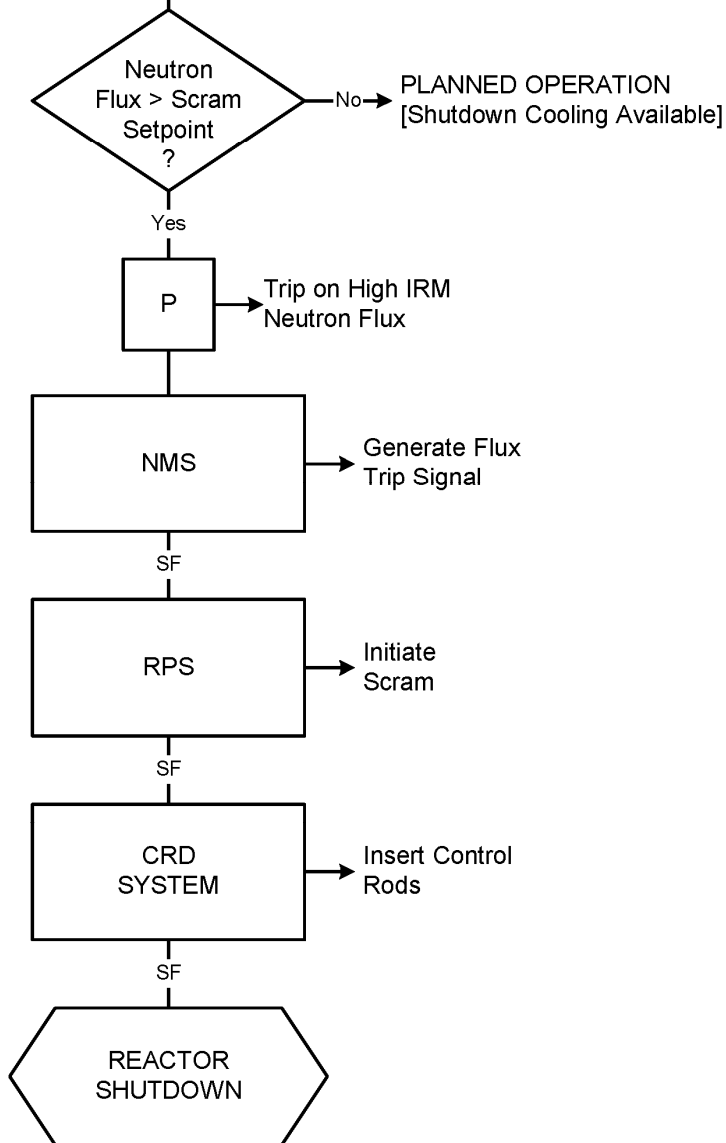 Neutron
Flux > Scram
Setpoint
?
No
PLANNED OPERATION
[Shutdown Cooling Available]
Yes
P
Trip on High IRM
Neutron Flux
NMS
Generate Flux
Trip Signal
SF
RPS
Initiate
Scram
SF
CRD
SYSTEM
Insert Control
Rods
SF
REACTOR
SHUTDOWN